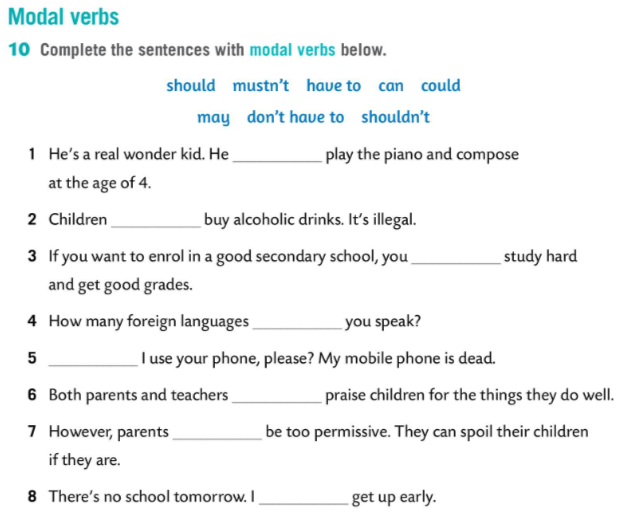 Modal verbs
10 Complete the sentences with modal verbs below.
should mustn't have to can could
may don't have to shouldn't
1 He's a real wonder kid. He __________ play the piano and compose
at the age of 4.
2 Children __________ buy alcoholic drinks. It's illegal.
3 If you want to enrol in a good secondary school, you __________ study hard
and get good grades.
4 How many foreign languages __________ you speak?
5 __________ I use your phone, please? My mobile phone is dead.
6 Both parents and teachers __________ praise children for the things they do well.
7 However, parents __________ be too permissive. They can spoil their children
if they are.
8 There's no school tomorrow. I __________ get up early.